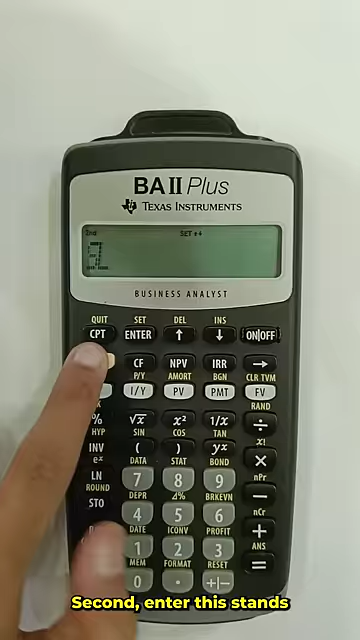 BA II Plus
TEXAS INSTRUMENTS
2nd SET ↓↑
BUSINESS ANALYST
QUIT SET DEL INS
CPT ENTER ↑ ↓ ON|OFF
CF NPV IRR →
P/Y AMORT BGN CLR TVM
I/Y PV PMT FV
RAND
% √x x² 1/x ÷
HYP SIN COS TAN x!
INV ( ) yˣ ×
eˣ DATA STAT BOND nPr
LN 7 8 9 −
ROUND DEPR Δ% BRKEVN nCr
STO 4 5 6 +
DATE ICONV PROFIT ANS
1 2 3 =
MEM FORMAT RESET
0 . +|−
Second, enter this stands